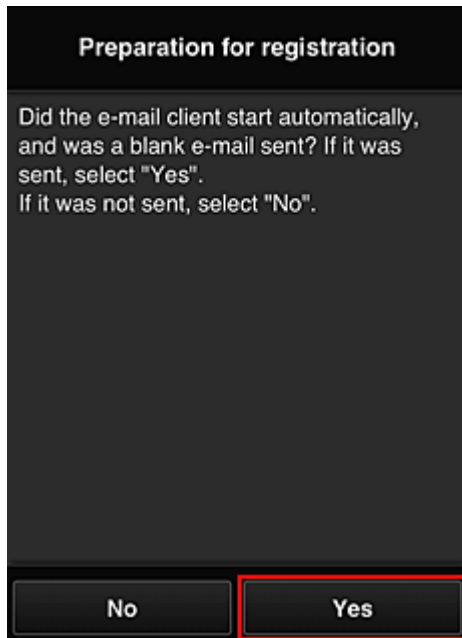 Preparation for registration
Did the e-mail client start automatically,
and was a blank e-mail sent? If it was
sent, select "Yes".
If it was not sent, select "No".
No
Yes